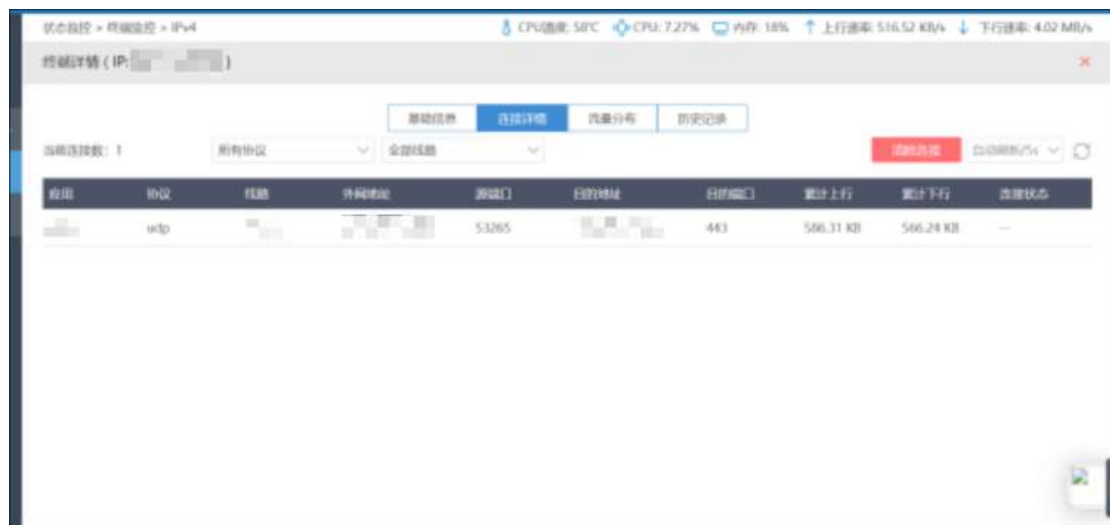 状态监控 > 终端监控 > IPv4
CPU温度: 58℃ CPU: 7.27% 内存: 18% 上行速率: 516.52 KB/s 下行速率: 4.02 MB/s
终端详情 ( IP: )
基础信息 连接详情 流量分布 历史记录
当前连接数: 1 所有协议 全部线路 清除连接 自动刷新/5s
应用 协议 线路 外网地址 源端口 目的地址 目的端口 累计上行 累计下行 连接状态
udp 53265 443 586.31 KB 566.24 KB ---